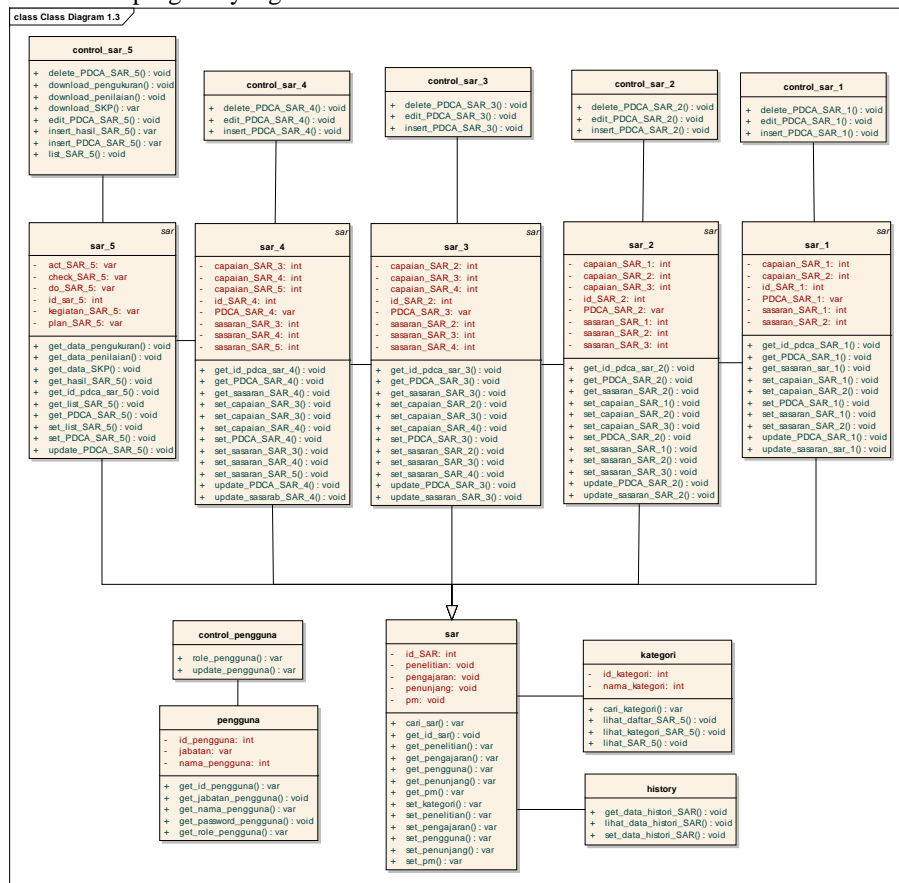 class Class Diagram 1.3
control_sar_5
+ delete_PDCA_SAR_5() : void
+ download_pengukuran() : void
+ download_penilaian() : void
+ download_SKP() : var
+ edit_PDCA_SAR_5() : void
+ insert_hasil_SAR_5() : var
+ insert_PDCA_SAR_5() : var
+ list_SAR_5() : void
control_sar_4
+ delete_PDCA_SAR_4() : void
+ edit_PDCA_SAR_4() : void
+ insert_PDCA_SAR_4() : void
control_sar_3
+ delete_PDCA_SAR_3() : void
+ edit_PDCA_SAR_3() : void
+ insert_PDCA_SAR_3() : void
control_sar_2
+ delete_PDCA_SAR_2() : void
+ edit_PDCA_SAR_2() : void
+ insert_PDCA_SAR_2() : void
control_sar_1
+ delete_PDCA_SAR_1() : void
+ edit_PDCA_SAR_1() : void
+ insert_PDCA_SAR_1() : void
sar
sar_5
- act_SAR_5: var
- check_SAR_5: var
- do_SAR_5: var
- id_sar_5: int
- kegiatan_SAR_5: var
- plan_SAR_5: var
+ get_data_pengukuran() : void
+ get_data_penilaian() : void
+ get_data_SKP() : void
+ get_hasil_SAR_5() : void
+ get_id_pdca_sar_5() : void
+ get_list_SAR_5() : void
+ get_PDCA_SAR_5() : void
+ set_list_SAR_5() : void
+ set_PDCA_SAR_5() : void
+ update_PDCA_SAR_5() : void
sar
sar_4
- capaian_SAR_3: int
- capaian_SAR_4: int
- capaian_SAR_5: int
- id_SAR_4: int
- PDCA_SAR_4: var
- sasaran_SAR_3: int
- sasaran_SAR_4: int
- sasaran_SAR_5: int
+ get_id_pdca_sar_4() : void
+ get_PDCA_SAR_4() : void
+ get_sasaran_SAR_4() : void
+ set_capaian_SAR_3() : void
+ set_capaian_SAR_3() : void
+ set_capaian_SAR_4() : void
+ set_PDCA_SAR_4() : void
+ set_sasaran_SAR_3() : void
+ set_sasaran_SAR_4() : void
+ set_sasaran_SAR_5() : void
+ update_PDCA_SAR_4() : void
+ update_sasarab_SAR_4() : void
sar
sar_3
- capaian_SAR_2: int
- capaian_SAR_3: int
- capaian_SAR_4: int
- id_SAR_2: int
- PDCA_SAR_3: var
- sasaran_SAR_2: int
- sasaran_SAR_3: int
- sasaran_SAR_4: int
+ get_id_pdca_sar_3() : void
+ get_PDCA_SAR_3() : void
+ get_sasaran_SAR_3() : void
+ set_capaian_SAR_2() : void
+ set_capaian_SAR_3() : void
+ set_capaian_SAR_4() : void
+ set_PDCA_SAR_3() : void
+ set_sasaran_SAR_2() : void
+ set_sasaran_SAR_3() : void
+ set_sasaran_SAR_4() : void
+ update_PDCA_SAR_3() : void
+ update_sasaran_SAR_3() : void
sar
sar_2
- capaian_SAR_1: int
- capaian_SAR_2: int
- capaian_SAR_3: int
- id_SAR_2: int
- PDCA_SAR_2: var
- sasaran_SAR_1: int
- sasaran_SAR_2: int
- sasaran_SAR_3: int
+ get_id_pdca_sar_2() : void
+ get_PDCA_SAR_2() : void
+ get_sasaran_SAR_2() : void
+ set_capaian_SAR_1() : void
+ set_capaian_SAR_2() : void
+ set_capaian_SAR_3() : void
+ set_PDCA_SAR_2() : void
+ set_sasaran_SAR_1() : void
+ set_sasaran_SAR_2() : void
+ set_sasaran_SAR_3() : void
+ update_PDCA_SAR_2() : void
+ update_sasaran_SAR_2() : void
sar
sar_1
- capaian_SAR_1: int
- capaian_SAR_2: int
- id_SAR_1: int
- PDCA_SAR_1: var
- sasaran_SAR_1: int
- sasaran_SAR_2: int
+ get_id_pdca_sar_1() : void
+ get_PDCA_SAR_1() : void
+ get_sasaran_sar_1() : void
+ set_capaian_SAR_1() : void
+ set_capaian_SAR_2() : void
+ set_PDCA_SAR_1() : void
+ set_sasaran_SAR_1() : void
+ set_sasaran_SAR_2() : void
+ update_PDCA_SAR_1() : void
+ update_sasaran_sar_1() : void
control_pengguna
+ role_pengguna() : var
+ update_pengguna() : var
pengguna
- id_pengguna: int
- jabatan: var
- nama_pengguna: int
+ get_id_pengguna() : var
+ get_jabatan_pengguna() : void
+ get_nama_pengguna() : var
+ get_password_pengguna() : void
+ get_role_pengguna() : var
sar
- id_SAR: int
- penelitian: void
- pengajaran: void
- penunjang: void
- pm: void
+ cari_sar() : var
+ get_id_sar() : void
+ get_penelitian() : var
+ get_pengajaran() : var
+ get_pengguna() : var
+ get_penunjang() : var
+ get_pm() : var
+ set_kategori() : var
+ set_penelitian() : var
+ set_pengajaran() : var
+ set_pengguna() : var
+ set_penunjang() : var
+ set_pm() : var
kategori
- id_kategori: int
- nama_kategori: int
+ cari_kategori() : var
+ lihat_daftar_SAR_5() : void
+ lihat_kategori_SAR_5() : void
+ lihat_SAR_5() : void
history
+ get_data_histori_SAR() : void
+ lihat_data_histori_SAR() : void
+ set_data_histori_SAR() : void